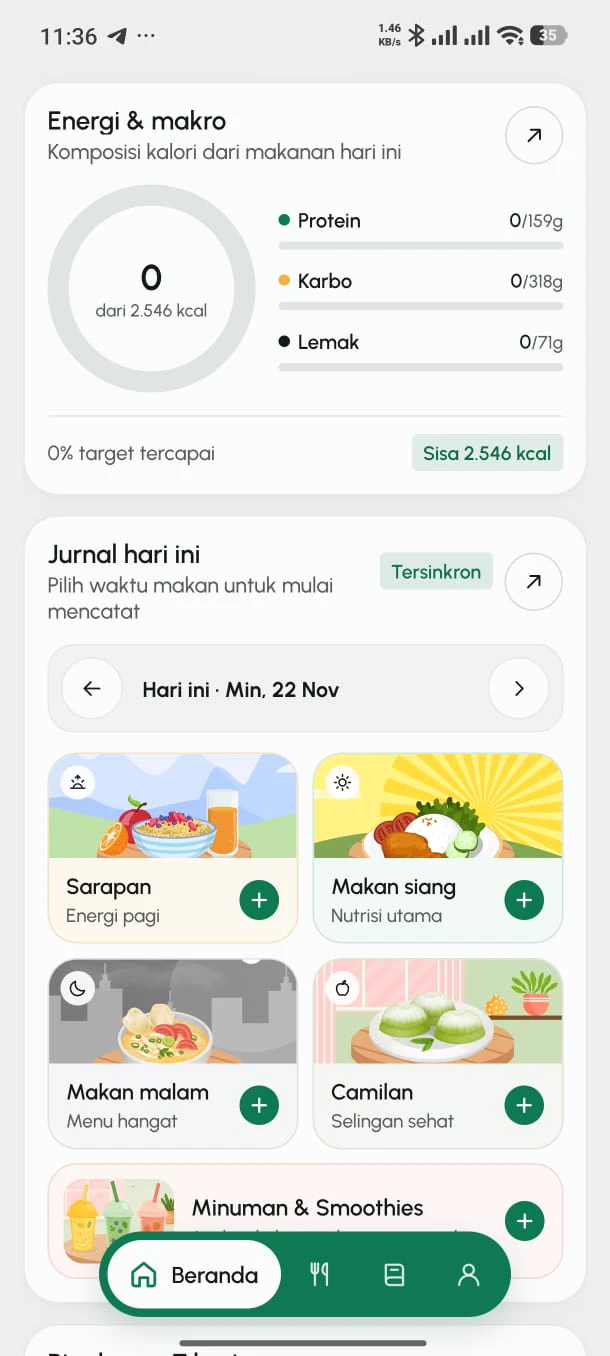 11:36
1.46
KB/s
35
Energi & makro
Komposisi kalori dari makanan hari ini
0
dari 2.546 kcal
Protein
0/159g
Karbo
0/318g
Lemak
0/71g
0% target tercapai
Sisa 2.546 kcal
Jurnal hari ini
Pilih waktu makan untuk mulai
mencatat
Tersinkron
Hari ini · Min, 22 Nov
Sarapan
Energi pagi
Makan siang
Nutrisi utama
Makan malam
Menu hangat
Camilan
Selingan sehat
Minuman & Smoothies
Beranda